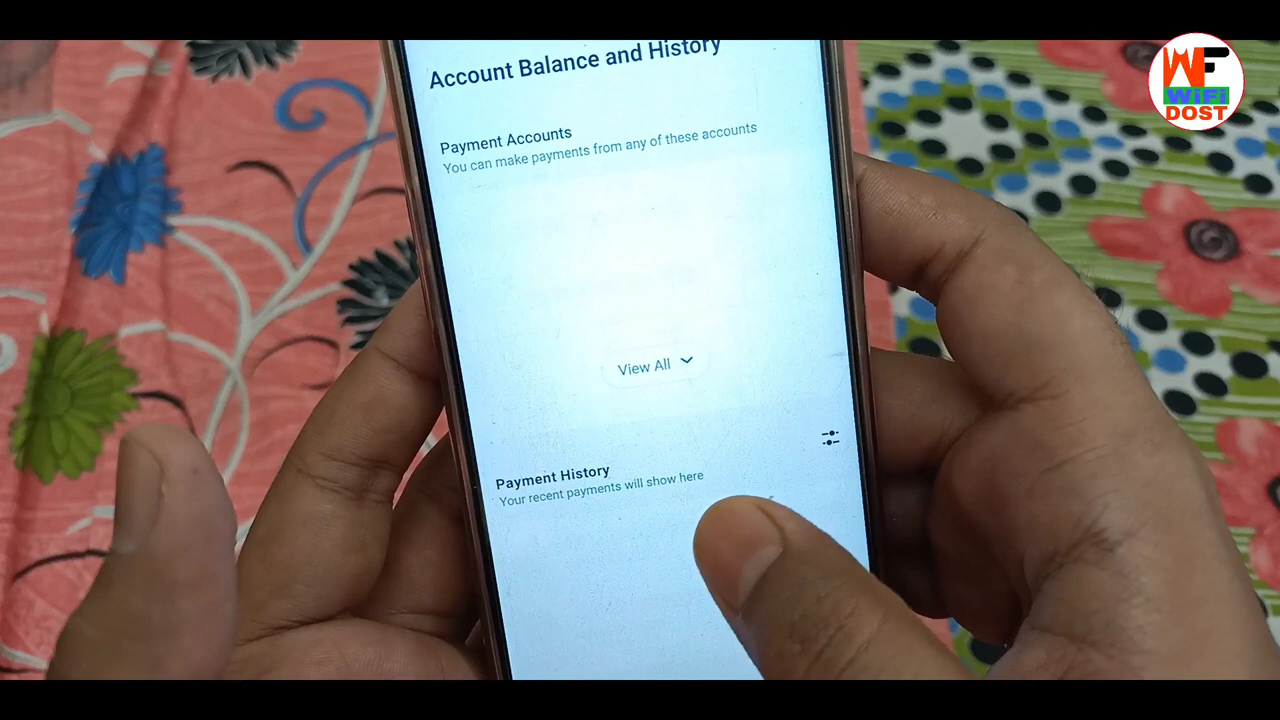 WF
WiFi
DOST
Account Balance and History
Payment Accounts
You can make payments from any of these accounts
View All
Payment History
Your recent payments will show here